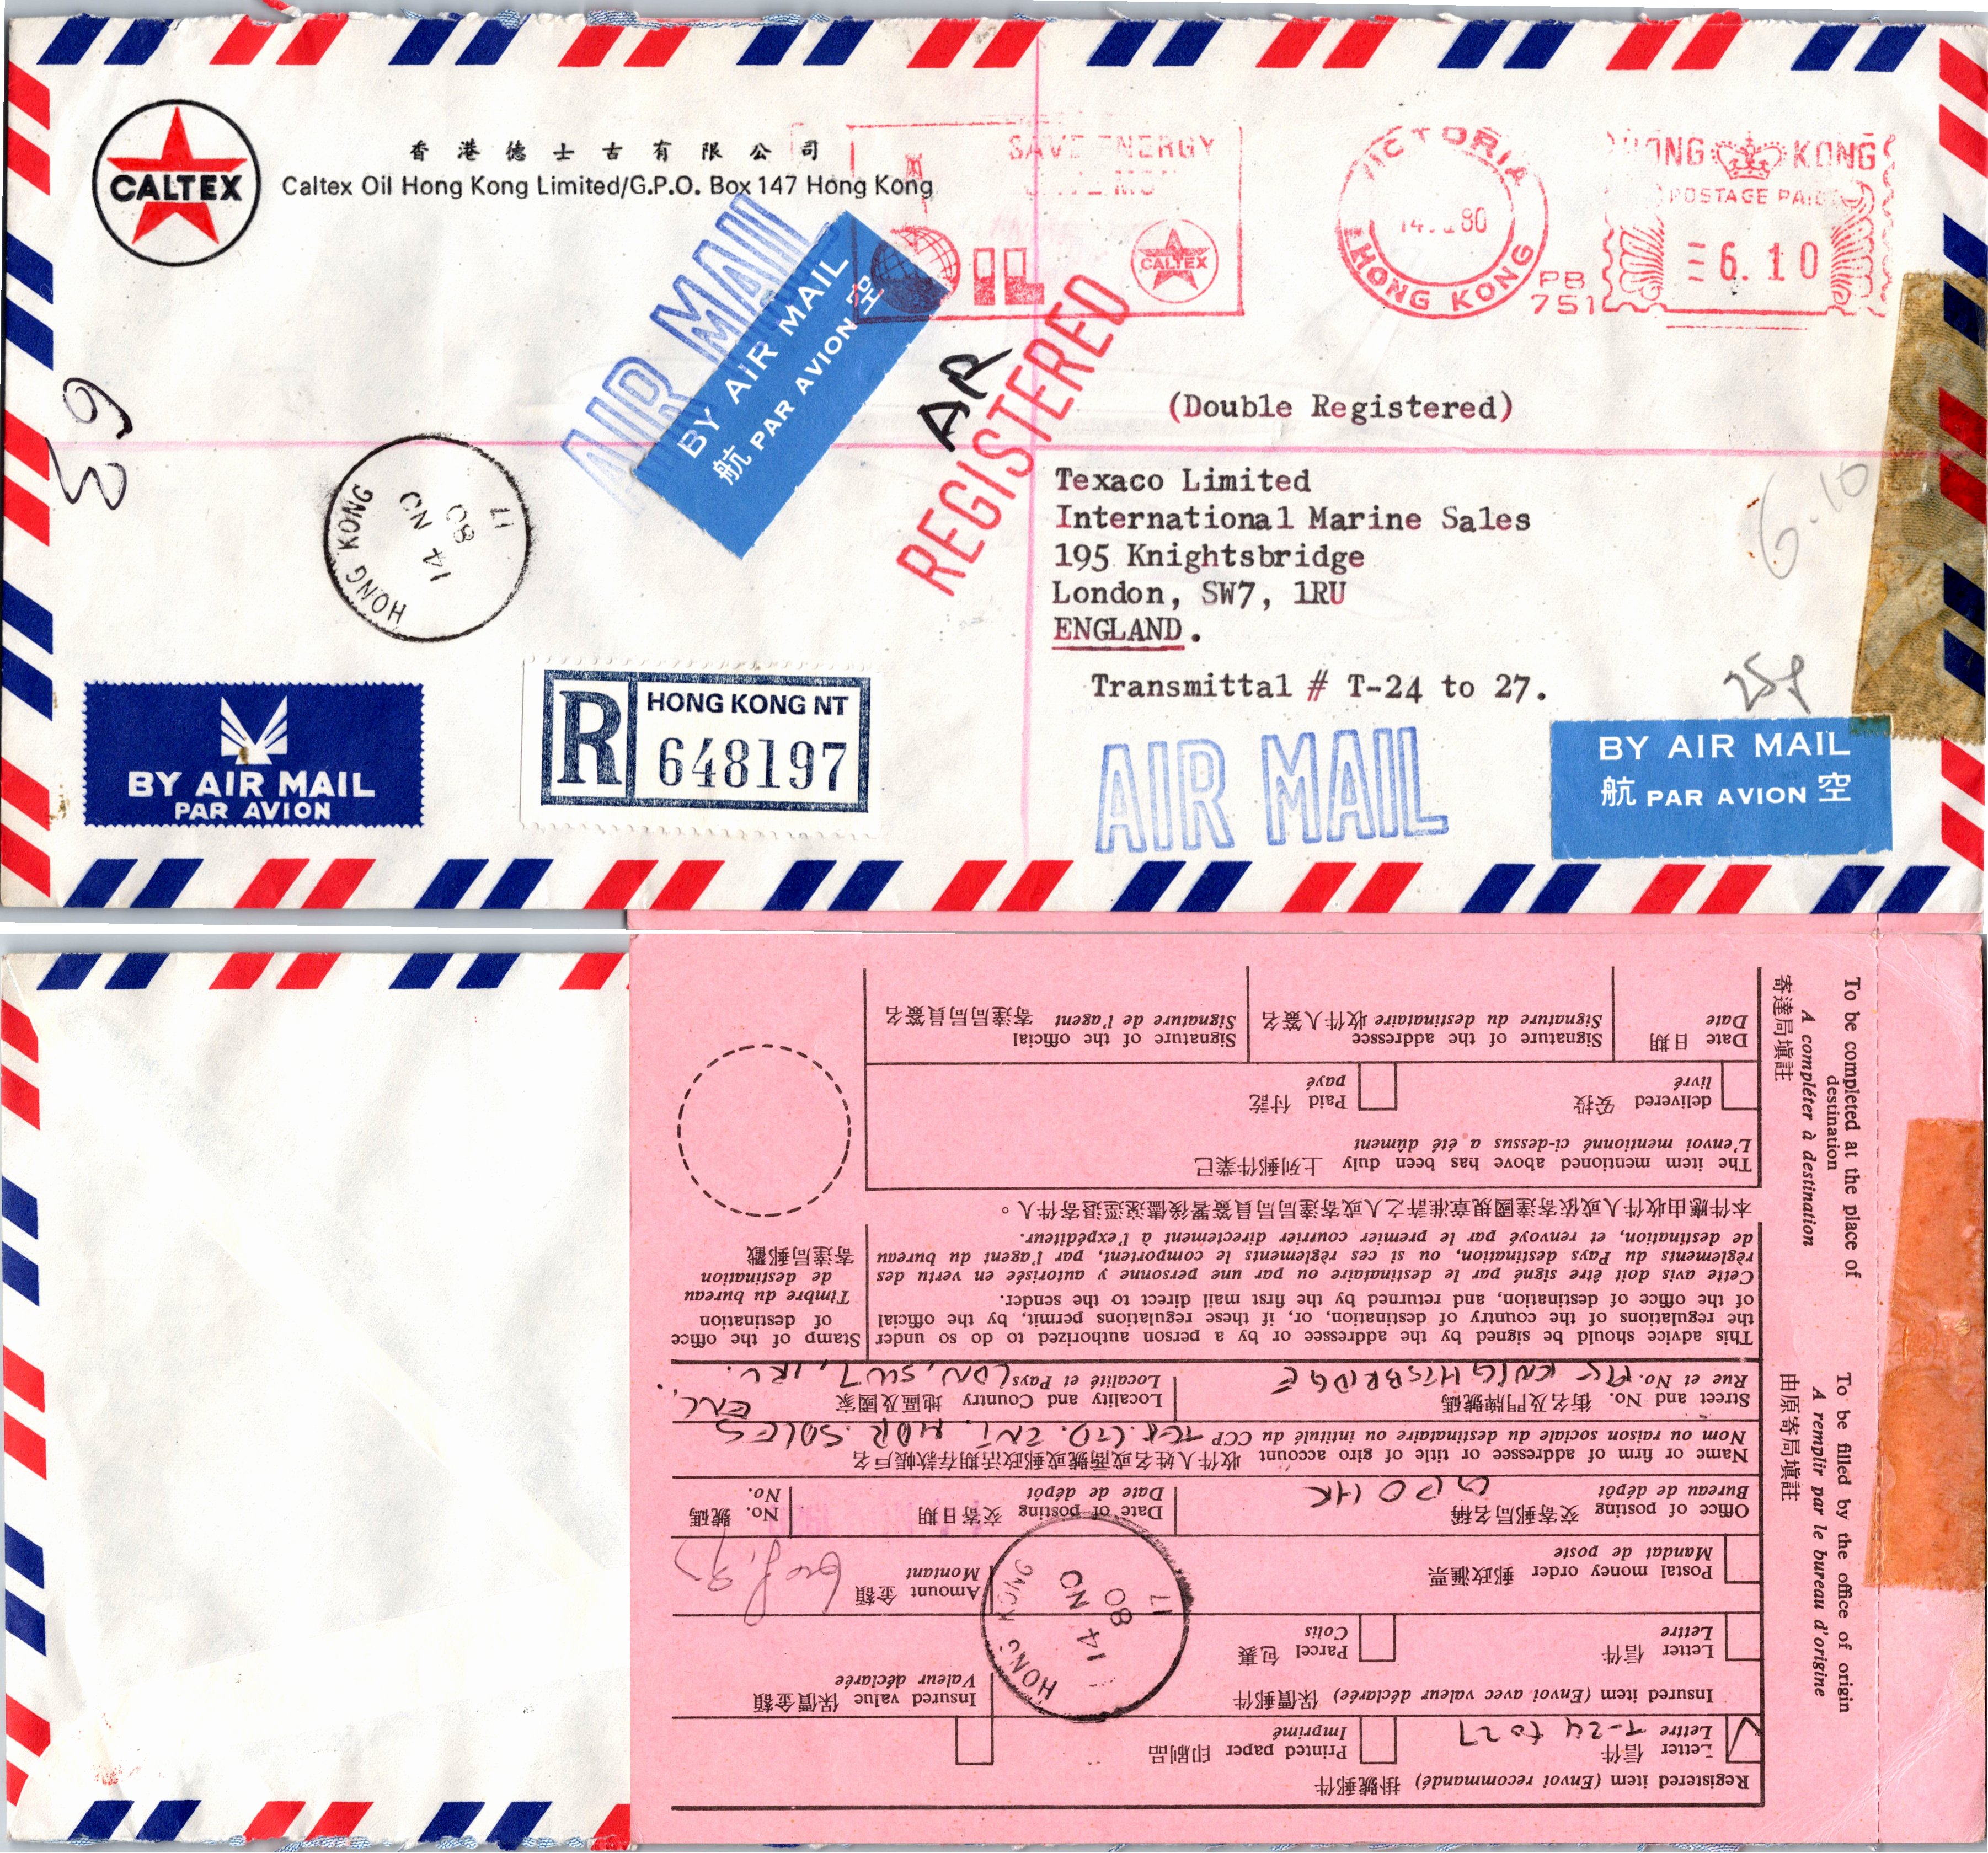 CALTEX
香港德士古有限公司
Caltex Oil Hong Kong Limited/G.P.O. Box 147 Hong Kong
SAVE ENERGY
OIL
CALTEX
VICTORIA
HONG KONG
80
PB
751
HONG KONG
POSTAGE PAID
6.10
AIR MAIL
BY AIR MAIL
航 PAR AVION 空
AR
REGISTERED
(Double Registered)
Texaco Limited
International Marine Sales
195 Knightsbridge
London, SW7, 1RU
ENGLAND.
Transmittal # T-24 to 27.
6.10
HONG KONG
14 NO
80
17
BY AIR MAIL
PAR AVION
R
HONG KONG NT
648197
AIR MAIL
BY AIR MAIL
航 PAR AVION 空
To be filled by the office of origin
A remplir par le bureau d'origine
由原寄局填註
Registered item (Envoi recommandé) 掛號郵件
Letter 信件
Lettre T-24 to 27
Printed paper 印刷品
Imprimé
Insured item (Envoi avec valeur déclarée) 保價郵件
Insured value 保價金額
Valeur déclarée
Letter 信件
Lettre
Parcel 包裹
Colis
Postal money order 郵政滙票
Mandat de poste
Amount 金額
Montant
HONG KONG
14 NO
80
17
Office of posting 交寄郵局名稱
Bureau de dépôt
GPO HK
Date of posting 交寄日期
Date de dépôt
No. 號碼
No.
Name or firm of addressee or title of giro account 收件人姓名或商號或郵政活期存款帳戶名
Nom ou raison sociale du destinataire ou intitulé du CCP
TEX. LTD. INT. MAR. SALES
Street and No. 街名及門牌號碼
Rue et No.
KNIGHTSBRIDGE
Locality and Country 地區及國家
Localité et Pays
LDN, SW7, 1RU.
ENG
This advice should be signed by the addressee or by a person authorized to do so under
the regulations of the country of destination, or, if these regulations permit, by the official
of the office of destination, and returned by the first mail direct to the sender.
Cette avis doit être signé par le destinataire ou par une personne y autorisée en vertu des
règlements du Pays destination, ou si ces règlements le comportent, par l'agent du bureau
de destination, et renvoyé par le premier courrier directement à l'expéditeur.
本件應由收件人或依寄達國規章准許之人或寄達局局員簽署後儘速逕退寄件人。
Stamp of the office
of destination
Timbre du bureau
de destination
寄達局郵戳
To be completed at the place of
destination
A compléter à destination
寄達局填註
The item mentioned above has been duly 上列郵件業已
L'envoi mentionné ci-dessus a été dûment
delivered 妥投
livré
Paid 付訖
payé
Date 日期
Date
Signature of the addressee
Signature du destinataire 收件人簽名
Signature of the official
Signature de l'agent 寄達局局員簽名